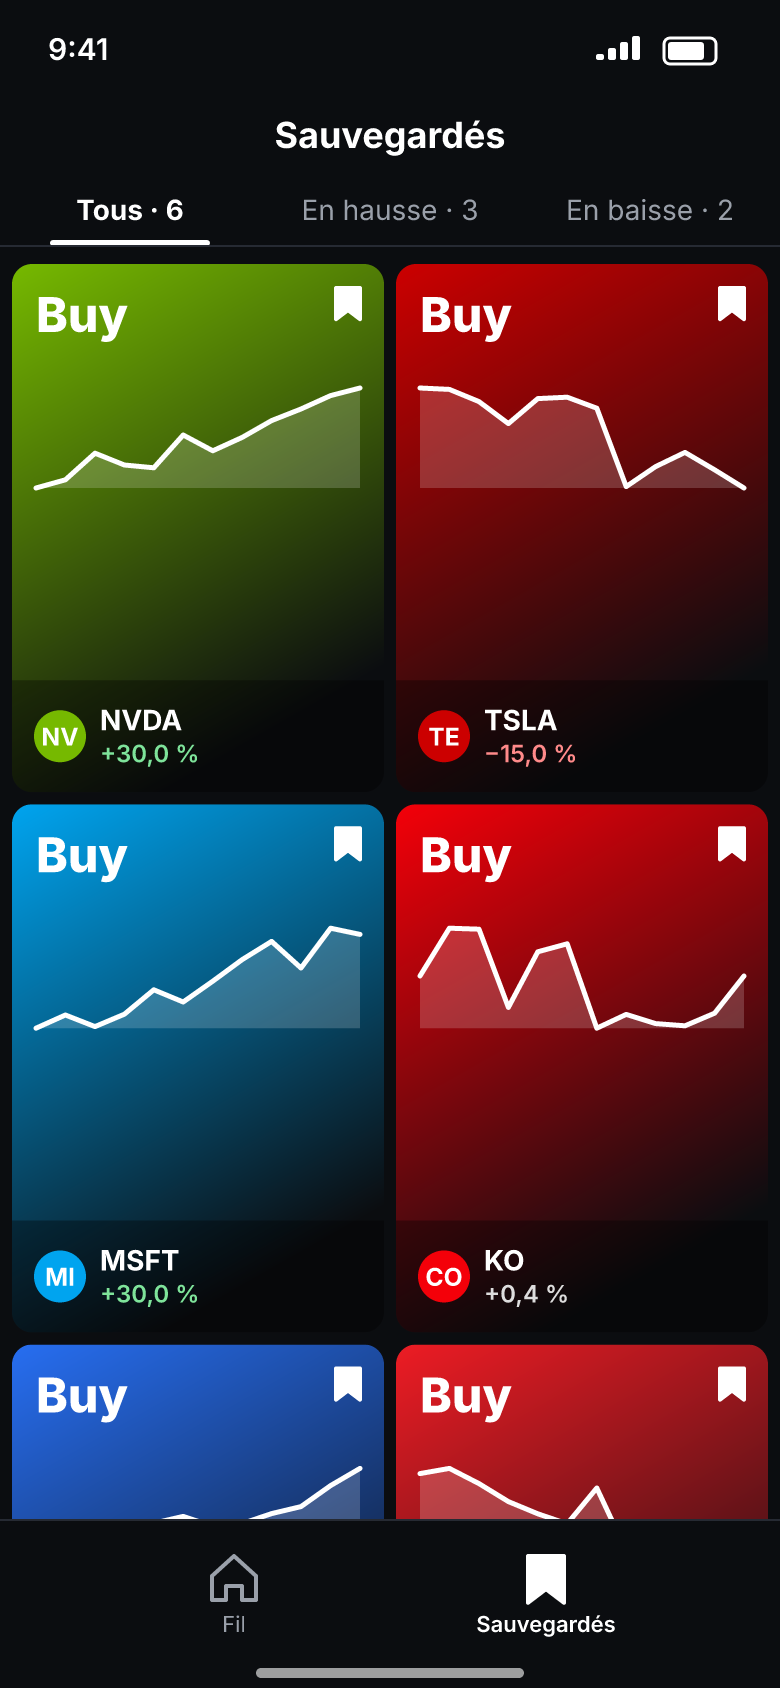 9:41
Sauvegardés
Tous · 6
En hausse · 3
En baisse · 2
Buy
Buy
NV
NVDA
+30,0 %
TE
TSLA
−15,0 %
Buy
Buy
MI
MSFT
+30,0 %
CO
KO
+0,4 %
Buy
Buy
Fil
Sauvegardés